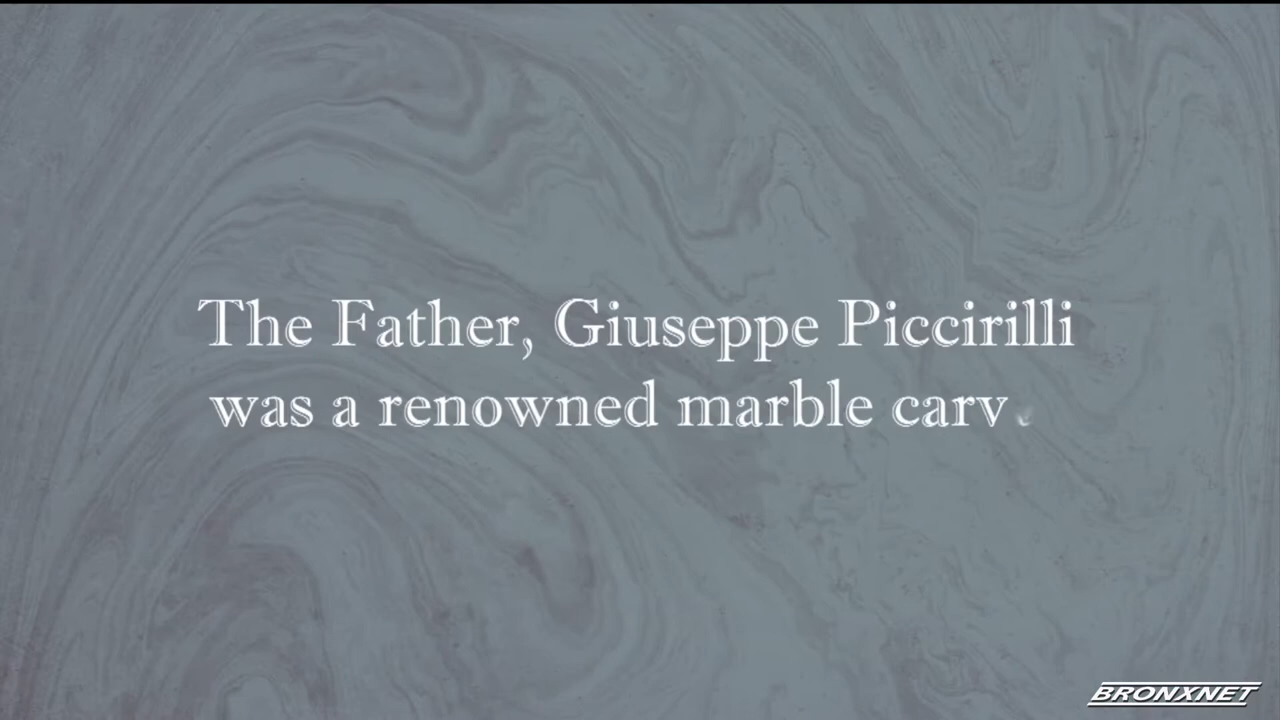 The Father, Giuseppe Piccirilli
was a renowned marble carv
BRONXNET